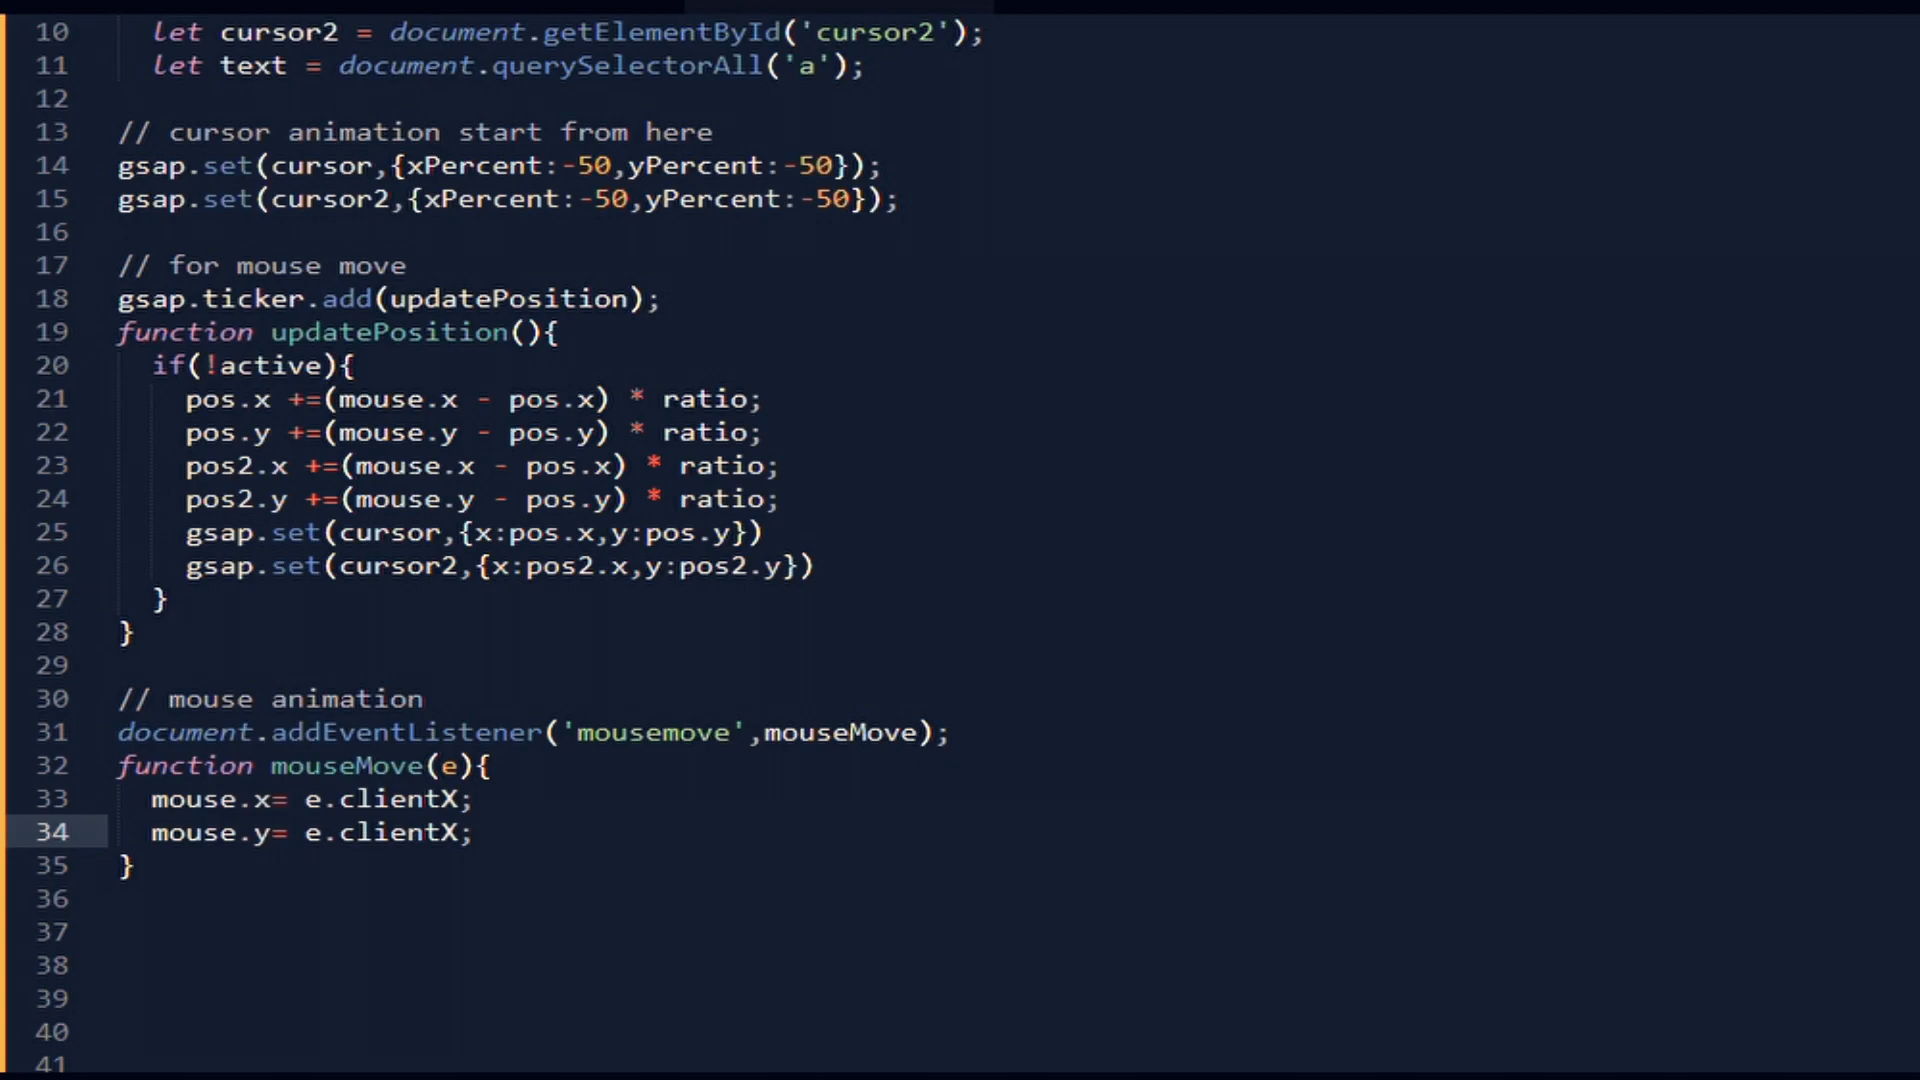 10 let cursor2 = document.getElementById('cursor2');
11 let text = document.querySelectorAll('a');
12
13 // cursor animation start from here
14 gsap.set(cursor,{xPercent:-50,yPercent:-50});
15 gsap.set(cursor2,{xPercent:-50,yPercent:-50});
16
17 // for mouse move
18 gsap.ticker.add(updatePosition);
19 function updatePosition(){
20 if(!active){
21 pos.x +=(mouse.x - pos.x) * ratio;
22 pos.y +=(mouse.y - pos.y) * ratio;
23 pos2.x +=(mouse.x - pos.x) * ratio;
24 pos2.y +=(mouse.y - pos.y) * ratio;
25 gsap.set(cursor,{x:pos.x,y:pos.y})
26 gsap.set(cursor2,{x:pos2.x,y:pos2.y})
27 }
28 }
29
30 // mouse animation
31 document.addEventListener('mousemove',mouseMove);
32 function mouseMove(e){
33 mouse.x= e.clientX;
34 mouse.y= e.clientX;
35 }
36
37
38
39
40
41